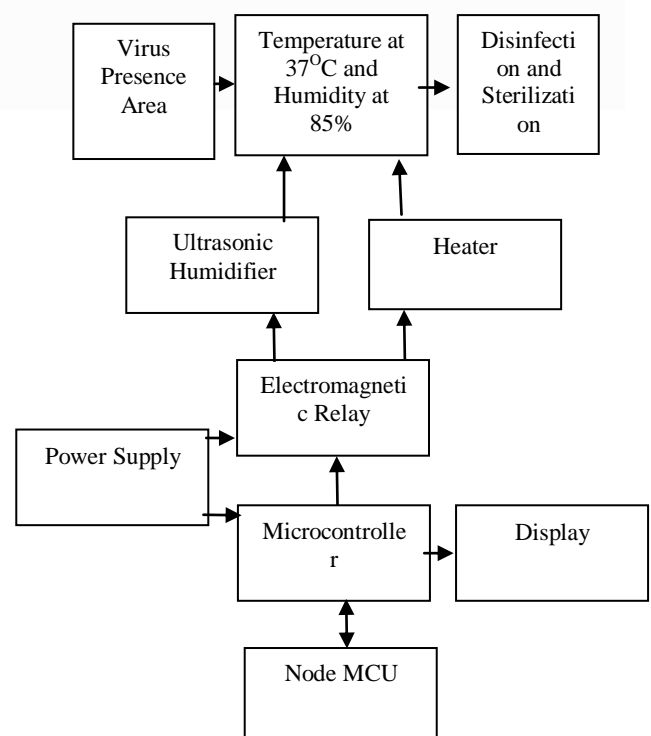 Virus
Presence
Area
Temperature at
37ᴼC and
Humidity at
85%
Disinfecti
on and
Sterilizati
on
Ultrasonic
Humidifier
Heater
Electromagneti
c Relay
Power Supply
Microcontrolle
r
Display
Node MCU